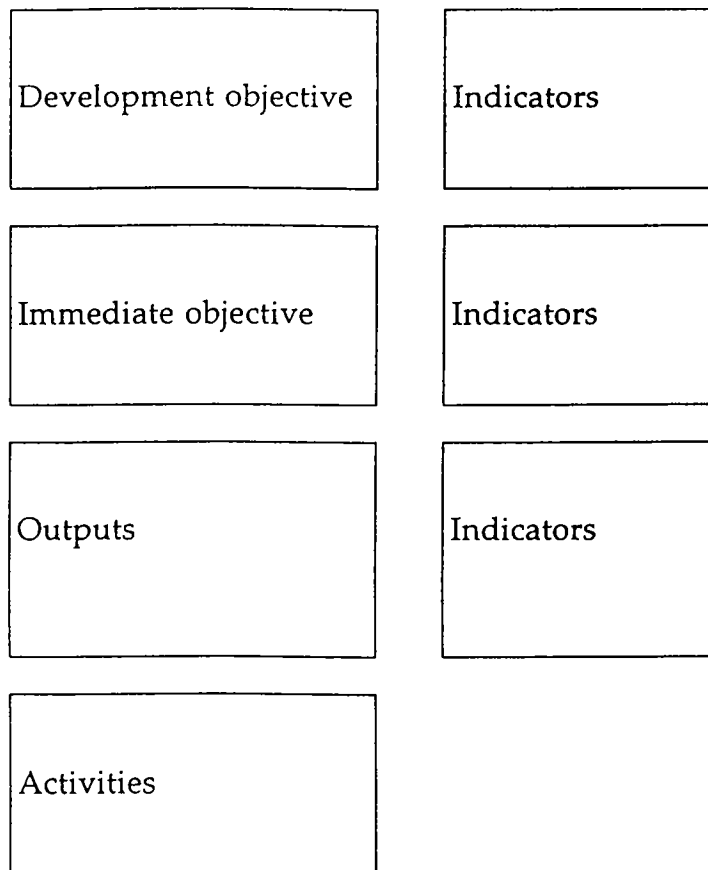 Development objective
Indicators
Immediate objective
Indicators
Outputs
Indicators
Activities